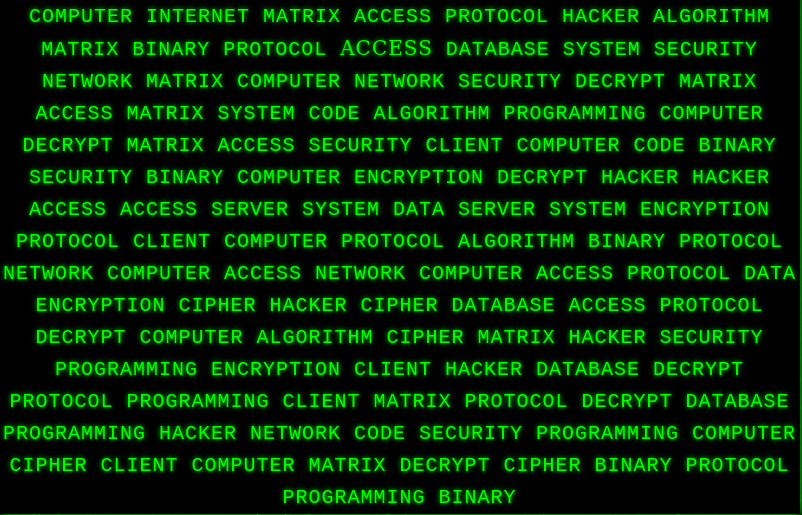 COMPUTER INTERNET MATRIX ACCESS PROTOCOL HACKER ALGORITHM
MATRIX BINARY PROTOCOL ACCESS DATABASE SYSTEM SECURITY
NETWORK MATRIX COMPUTER NETWORK SECURITY DECRYPT MATRIX
ACCESS MATRIX SYSTEM CODE ALGORITHM PROGRAMMING COMPUTER
DECRYPT MATRIX ACCESS SECURITY CLIENT COMPUTER CODE BINARY
SECURITY BINARY COMPUTER ENCRYPTION DECRYPT HACKER HACKER
ACCESS ACCESS SERVER SYSTEM DATA SERVER SYSTEM ENCRYPTION
PROTOCOL CLIENT COMPUTER PROTOCOL ALGORITHM BINARY PROTOCOL
NETWORK COMPUTER ACCESS NETWORK COMPUTER ACCESS PROTOCOL DATA
ENCRYPTION CIPHER HACKER CIPHER DATABASE ACCESS PROTOCOL
DECRYPT COMPUTER ALGORITHM CIPHER MATRIX HACKER SECURITY
PROGRAMMING ENCRYPTION CLIENT HACKER DATABASE DECRYPT
PROTOCOL PROGRAMMING CLIENT MATRIX PROTOCOL DECRYPT DATABASE
PROGRAMMING HACKER NETWORK CODE SECURITY PROGRAMMING COMPUTER
CIPHER CLIENT COMPUTER MATRIX DECRYPT CIPHER BINARY PROTOCOL
PROGRAMMING BINARY